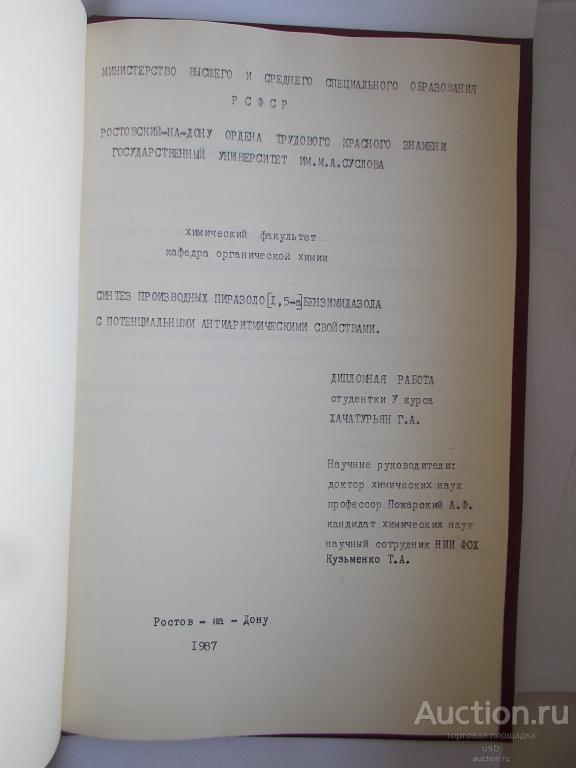 МИНИСТЕРСТВО ВЫСШЕГО И СРЕДНЕГО СПЕЦИАЛЬНОГО ОБРАЗОВАНИЯ
Р С Ф С Р
РОСТОВСКИЙ-НА-ДОНУ ОРДЕНА ТРУДОВОГО КРАСНОГО ЗНАМЕНИ
ГОСУДАРСТВЕННЫЙ УНИВЕРСИТЕТ ИМ.М.А.СУСЛОВА
химический факультет
кафедра органической химии
СИНТЕЗ ПРОИЗВОДНЫХ ПИРАЗОЛО[I,5-а]БЕНЗИМИДАЗОЛА
С ПОТЕНЦИАЛЬНЫМИ АНТИАРИТМИЧЕСКИМИ СВОЙСТВАМИ.
ДИПЛОМНАЯ РАБОТА
студентки У курса
ХАЧАТУРЬЯН Г.А.
Научные руководители:
доктор химических наук
профессор Пожарский А.Ф.
кандидат химических наук
научный сотрудник НИИ ФОХ
Кузьменко Т.А.
Ростов - на - Дону
I987
Auction.ru
торговая площадка
usb
auction.ru